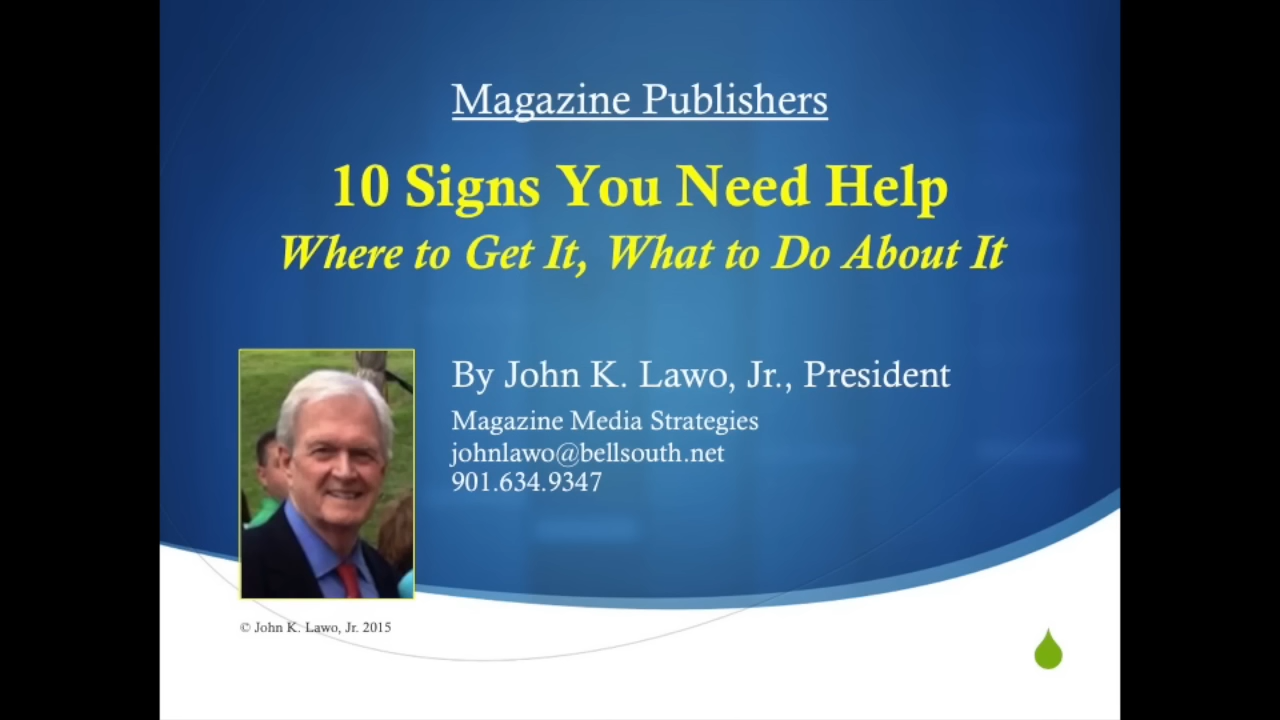 Magazine Publishers
10 Signs You Need Help
Where to Get It, What to Do About It
By John K. Lawo, Jr., President
Magazine Media Strategies
johnlawo@bellsouth.net
901.634.9347
© John K. Lawo, Jr. 2015